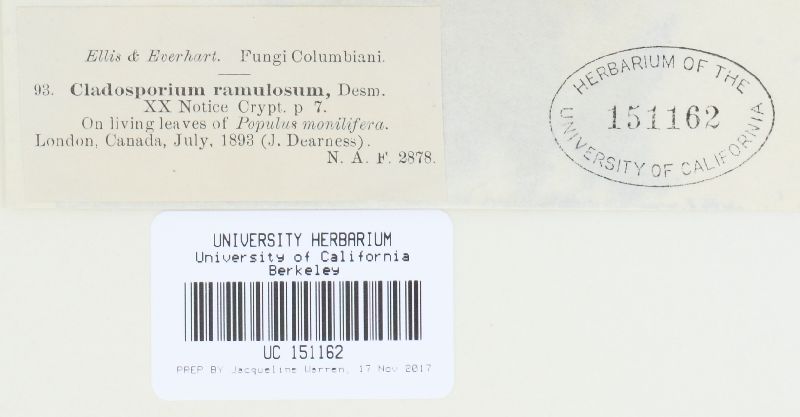 Ellis & Everhart. Fungi Columbiani.
93. Cladosporium ramulosum, Desm.
XX Notice Crypt. p 7.
On living leaves of Populus monilifera.
London, Canada, July, 1893 (J. Dearness).
N. A. F. 2878.
HERBARIUM OF THE
151162
UNIVERSITY OF CALIFORNIA
UNIVERSITY HERBARIUM
University of California
Berkeley
UC 151162
PREP BY Jacqueline Warren, 17 Nov 2017